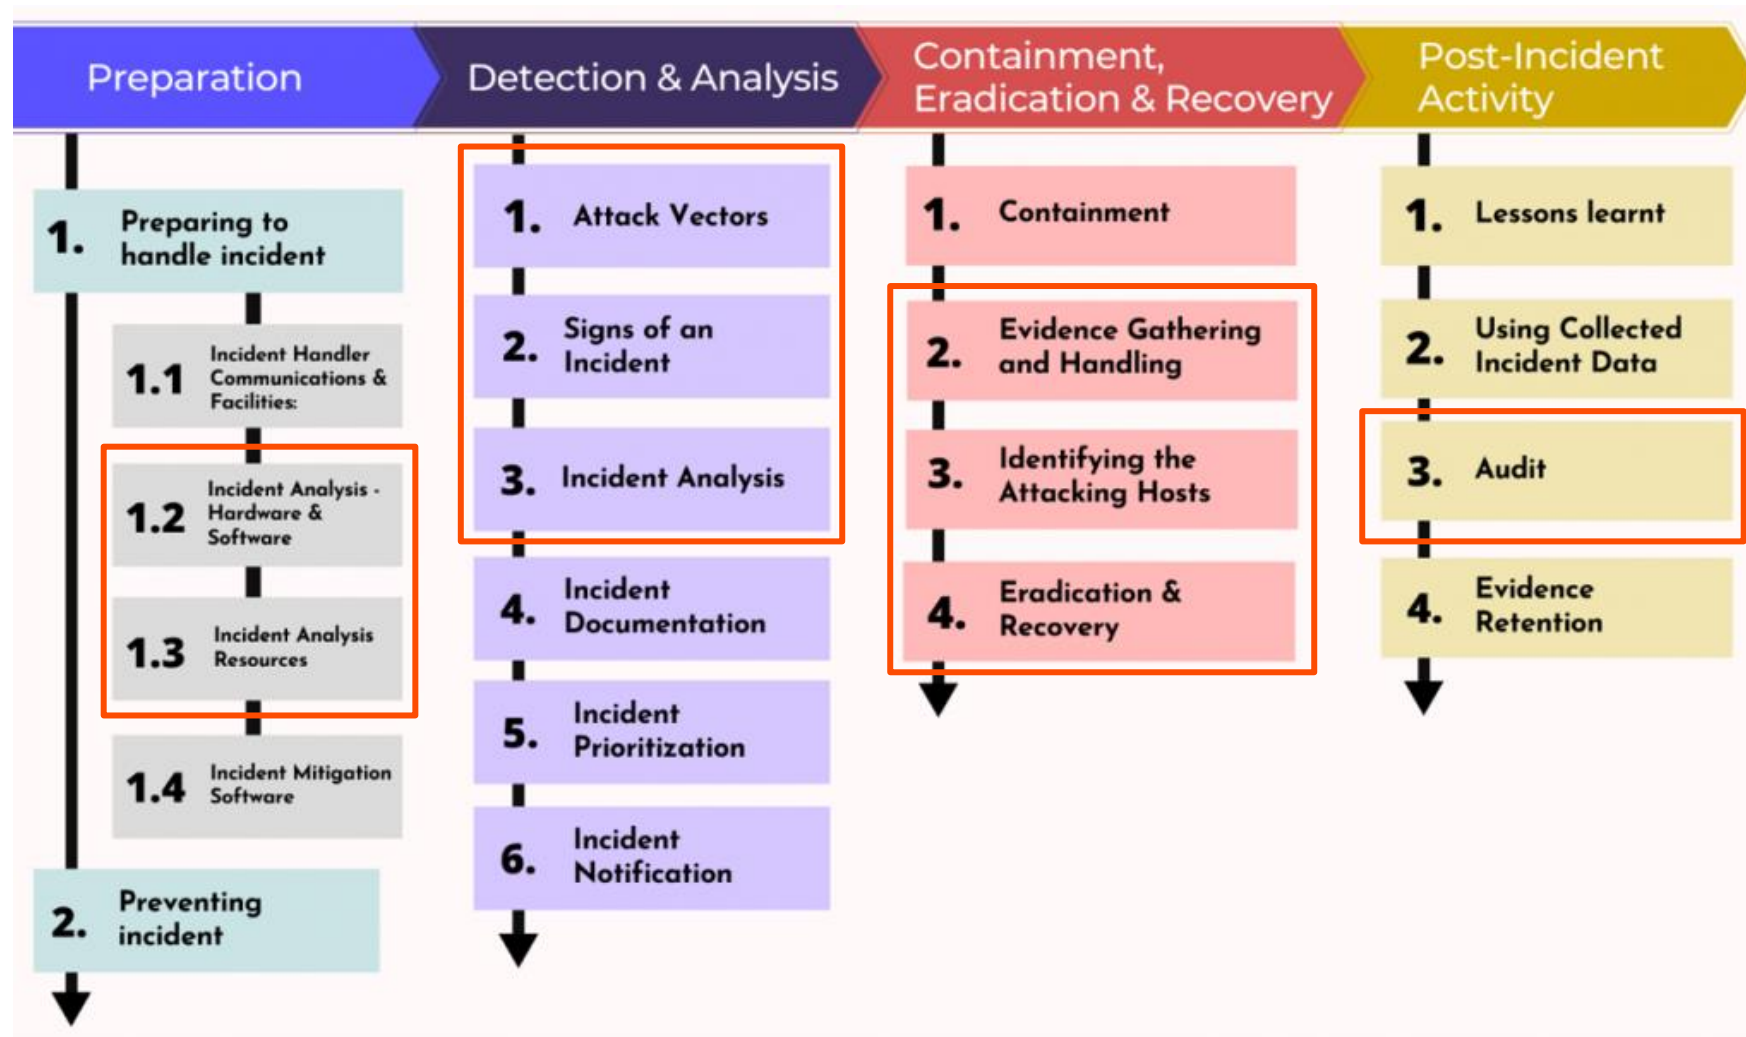 Preparation
Detection & Analysis
Containment,
Eradication & Recovery
Post-Incident
Activity
1.
Preparing to
handle incident
1.1
Incident Handler
Communications &
Facilities:
1.2
Incident Analysis -
Hardware &
Software
1.3
Incident Analysis
Resources
1.4
Incident Mitigation
Software
2.
Preventing
incident
1.
Attack Vectors
2.
Signs of an
Incident
3.
Incident Analysis
4.
Incident
Documentation
5.
Incident
Prioritization
6.
Incident
Notification
1.
Containment
2.
Evidence Gathering
and Handling
3.
Identifying the
Attacking Hosts
4.
Eradication &
Recovery
1.
Lessons learnt
2.
Using Collected
Incident Data
3.
Audit
4.
Evidence
Retention